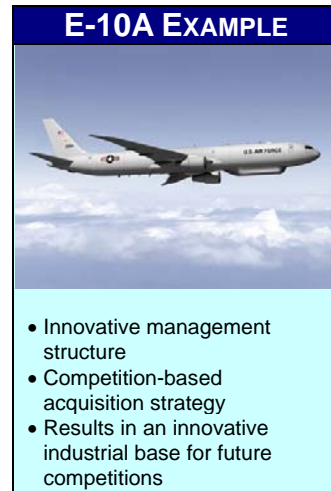 E-10A EXAMPLE
U.S. AIR FORCE
• Innovative management
structure
• Competition-based
acquisition strategy
• Results in an innovative
industrial base for future
competitions